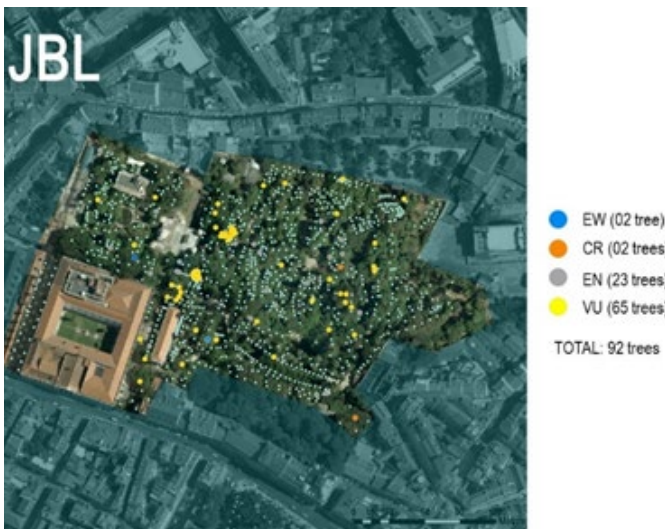 JBL
EW (02 tree)
CR (02 trees)
EN (23 trees)
VU (65 trees)
TOTAL: 92 trees